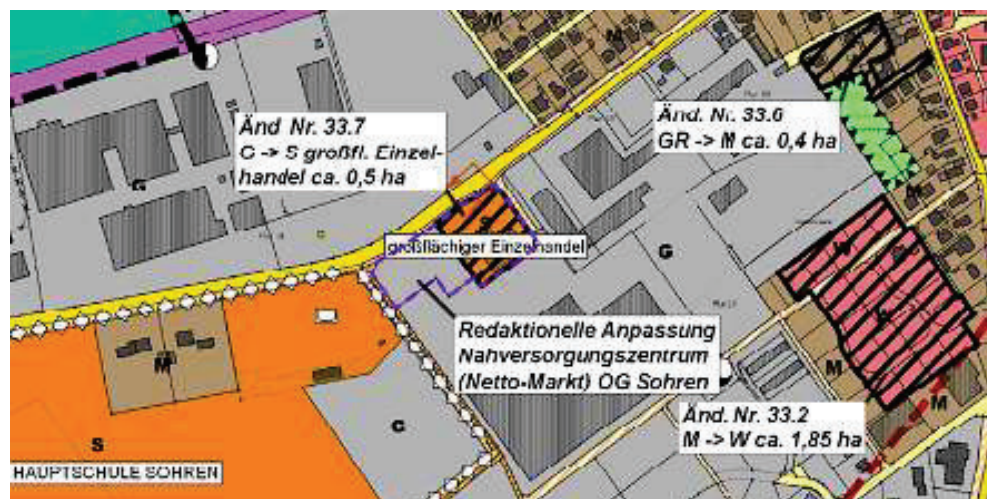 M
M
Änd Nr. 33.7
G -> S großfl. Einzel-
handel ca. 0,5 ha
Änd. Nr. 33.6
GR -> M ca. 0,4 ha
G
S
großflächiger Einzelhandel
G
M
Redaktionelle Anpassung
Nahversorgungszentrum
(Netto-Markt) OG Sohren
M
M
M
Änd. Nr. 33.2
M -> W ca. 1,85 ha
G
S
HAUPTSCHULE SOHREN